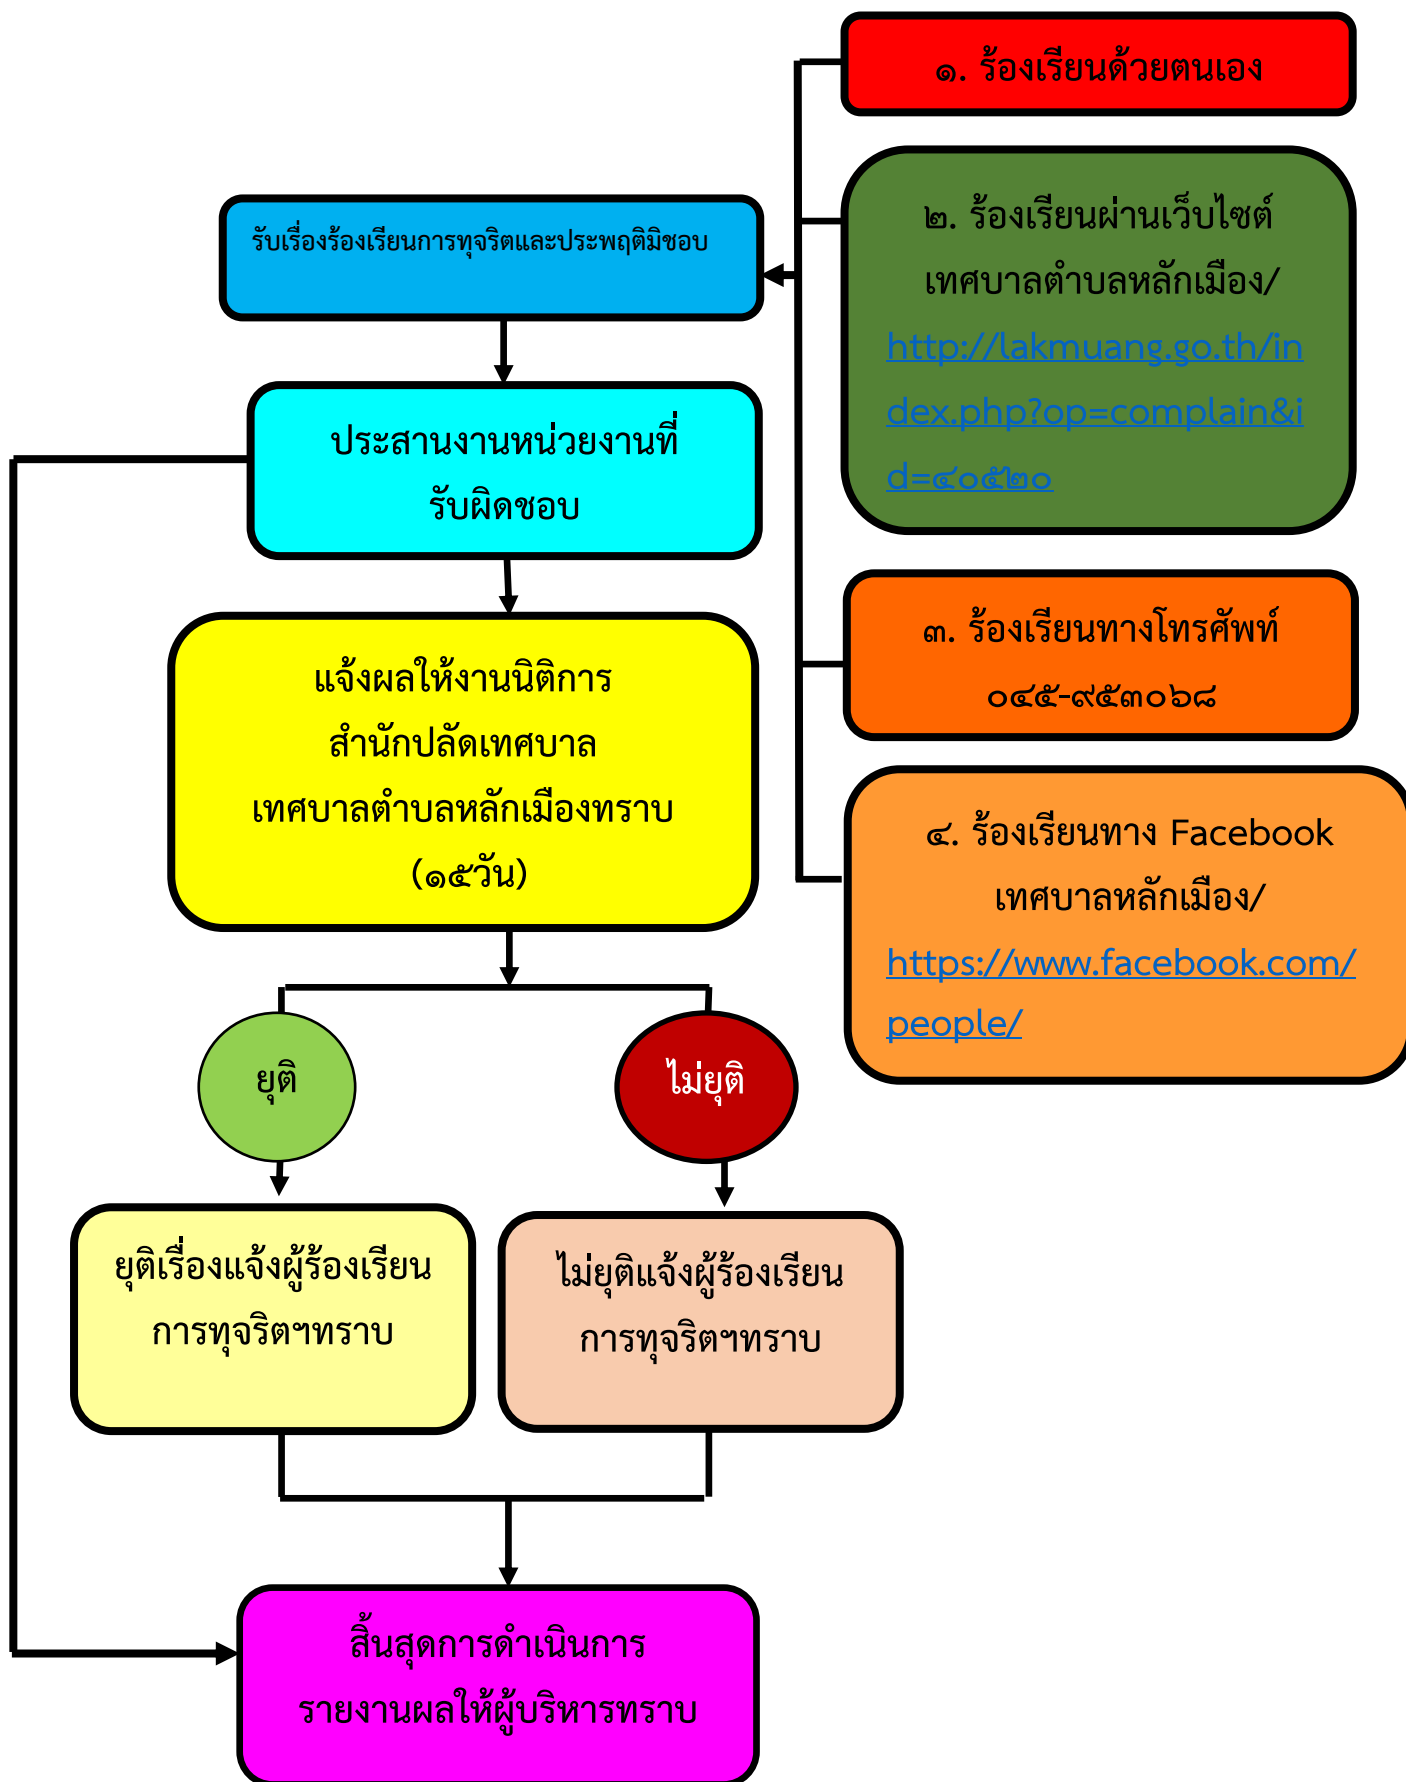 ๑. ร้องเรียนด้วยตนเอง
๒. ร้องเรียนผ่านเว็บไซต์
เทศบาลตำบลหลักเมือง/
http://lakmuang.go.th/in
dex.php?op=complain&i
d=๔๐๕๒๐
๓. ร้องเรียนทางโทรศัพท์
๐๔๕-๙๕๓๐๖๘
๔. ร้องเรียนทาง Facebook
เทศบาลหลักเมือง/
https://www.facebook.com/
people/
รับเรื่องร้องเรียนการทุจริตและประพฤติมิชอบ
ประสานงานหน่วยงานที่
รับผิดชอบ
แจ้งผลให้งานนิติการ
สำนักปลัดเทศบาล
เทศบาลตำบลหลักเมืองทราบ
(๑๕วัน)
ยุติ
ไม่ยุติ
ยุติเรื่องแจ้งผู้ร้องเรียน
การทุจริตฯทราบ
ไม่ยุติแจ้งผู้ร้องเรียน
การทุจริตฯทราบ
สิ้นสุดการดำเนินการ
รายงานผลให้ผู้บริหารทราบ